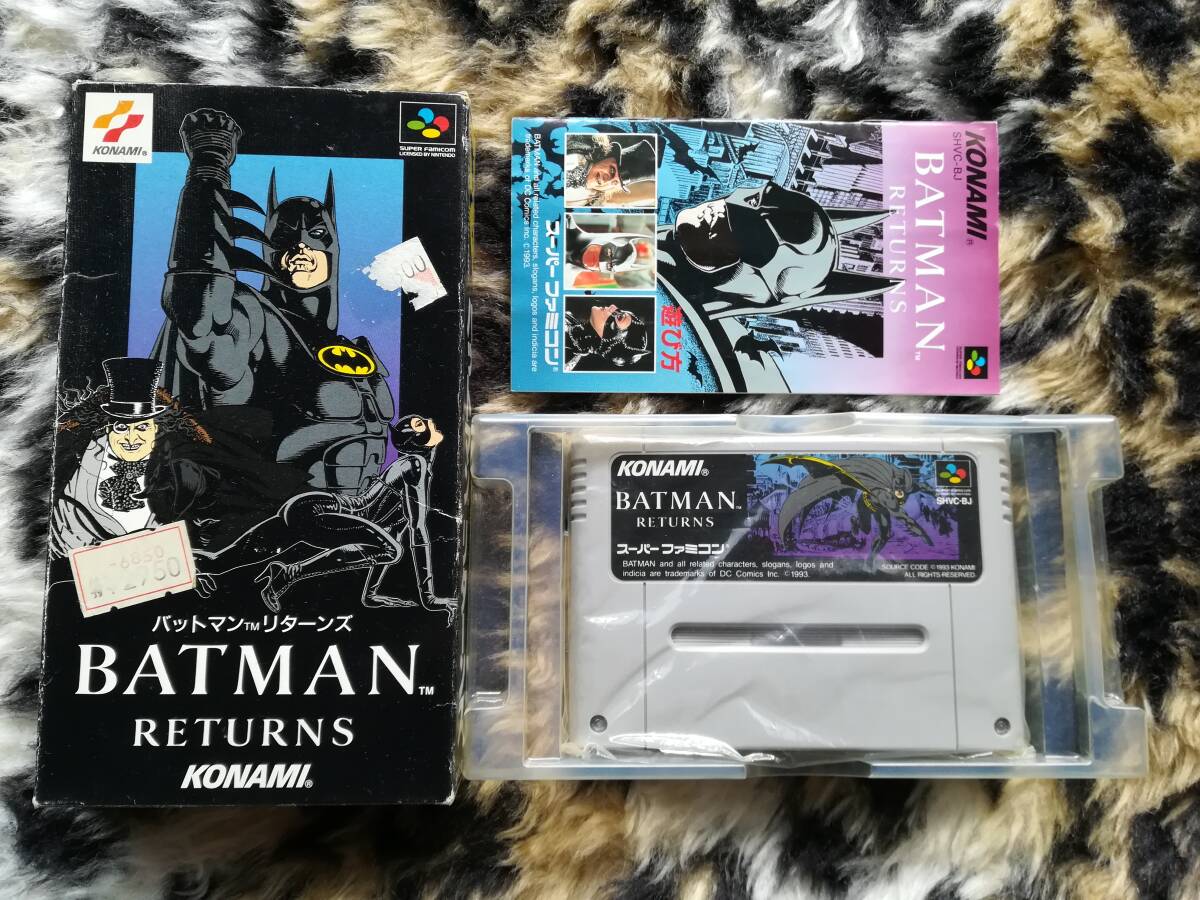 KONAMI®
SUPER FAMICOM
LICENSED BY NINTENDO
00
6850
2,950
バットマン™リターンズ
BATMAN™
RETURNS
KONAMI®
KONAMI®
SHVC-BJ
BATMAN™
RETURNS
遊び方
スーパーファミコン®
BATMAN and all related characters, slogans, logos and indicia are
trademarks of DC Comics Inc. ©1993.
KONAMI®
BATMAN™
RETURNS
スーパーファミコン®
SHVC-BJ
BATMAN and all related characters, slogans, logos and
indicia are trademarks of DC Comics Inc. ©1993.
SOURCE CODE ©1993 KONAMI
ALL RIGHTS RESERVED